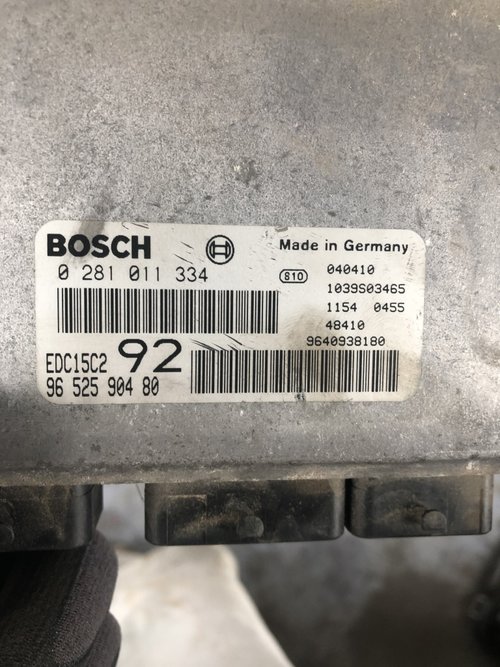 BOSCH
Made in Germany
0 281 011 334
810
040410
1039S03465
1154 0455
48410
9640938180
EDC15C2 92
96 525 904 80